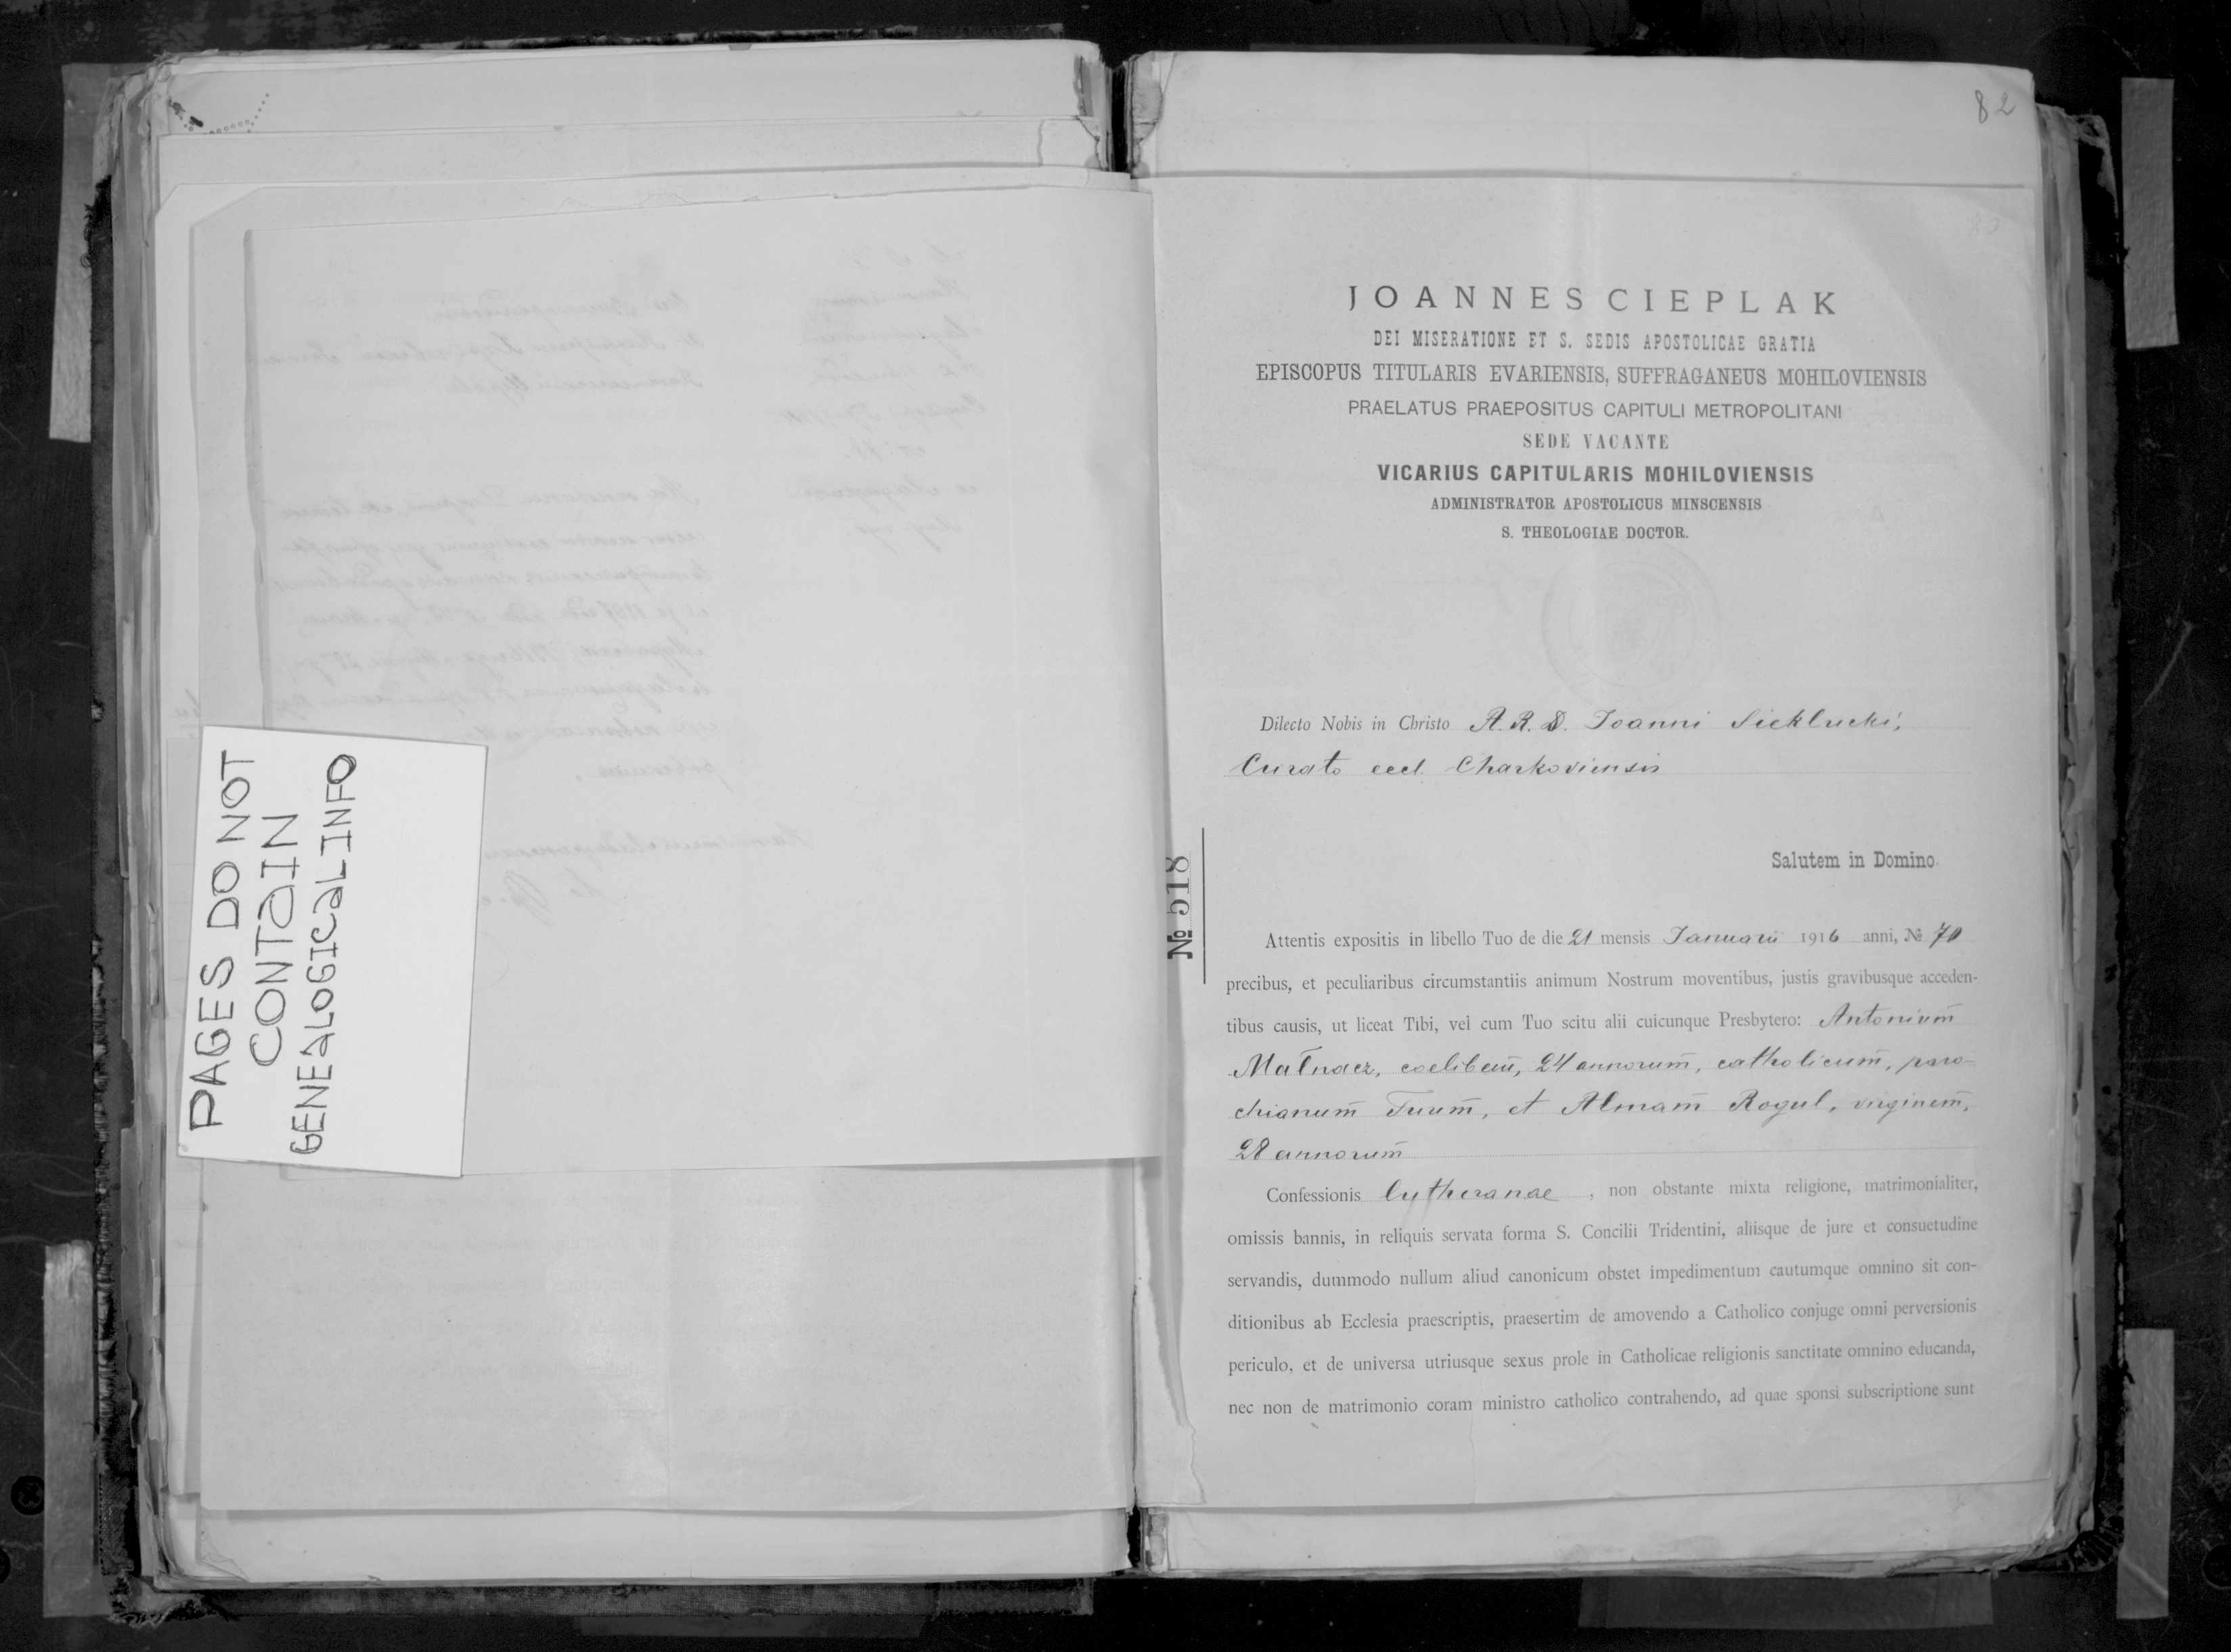 PAGES DO NOT
CONTAIN
GENEALOGICAL INFO
82
JOANNES CIEPLAK
DEI MISERATIONE ET S. SEDIS APOSTOLICAE GRATIA
EPISCOPUS TITULARIS EVARIENSIS, SUFFRAGANEUS MOHILOVIENSIS
PRAELATUS PRAEPOSITUS CAPITULI METROPOLITANI
SEDE VACANTE
VICARIUS CAPITULARIS MOHILOVIENSIS
ADMINISTRATOR APOSTOLICUS MINSCENSIS
S. THEOLOGIAE DOCTOR.
Dilecto Nobis in Christo A. R. D. Joanni Sieklucki,
Curato eccl. Charkoviensis
Salutem in Domino.
№ 518
Attentis expositis in libello Tuo de die 21 mensis Januarii 1916 anni, № 70
precibus, et peculiaribus circumstantiis animum Nostrum moventibus, justis gravibusque acceden-
tibus causis, ut liceat Tibi, vel cum Tuo scitu alii cuicunque Presbytero: Antonium̄
Małnacz, coelibem̄, 24 annorum̄, catholicum̄, paro-
chianum̄ Tuum̄, et Almam̄ Rogul, virginem̄,
28 annorum̄
Confessionis lutheranae, non obstante mixta religione, matrimonialiter,
omissis bannis, in reliquis servata forma S. Concilii Tridentini, aliisque de jure et consuetudine
servandis, dummodo nullum aliud canonicum obstet impedimentum cautumque omnino sit con-
ditionibus ab Ecclesia praescriptis, praesertim de amovendo a Catholico conjuge omni perversionis
periculo, et de universa utriusque sexus prole in Catholicae religionis sanctitate omnino educanda,
nec non de matrimonio coram ministro catholico contrahendo, ad quae sponsi subscriptione sunt